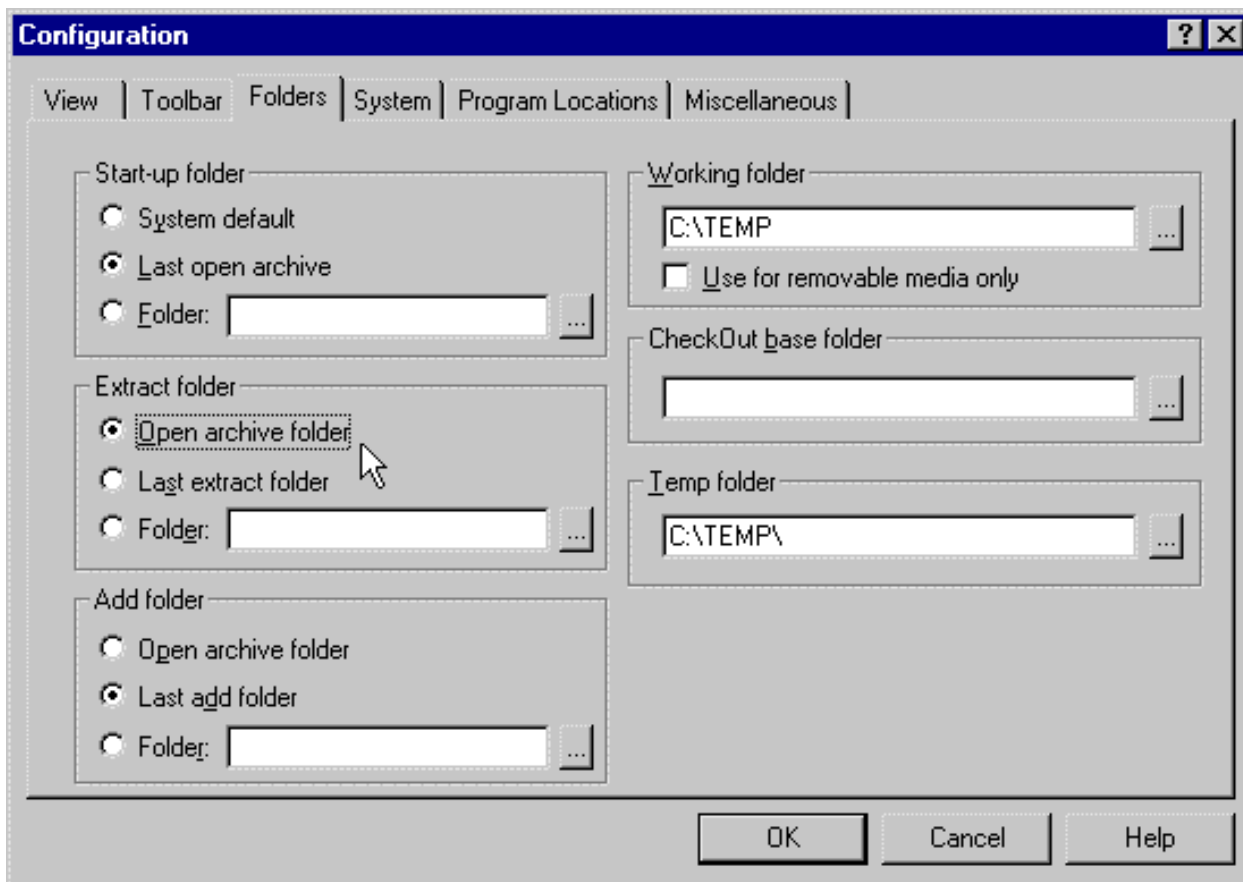 Configuration
View Toolbar Folders System Program Locations Miscellaneous
Start-up folder
System default
Last open archive
Folder: ...
Extract folder
Open archive folder
Last extract folder
Folder: ...
Add folder
Open archive folder
Last add folder
Folder: ...
Working folder
C:\TEMP ...
Use for removable media only
CheckOut base folder
...
Temp folder
C:\TEMP\ ...
OK Cancel Help